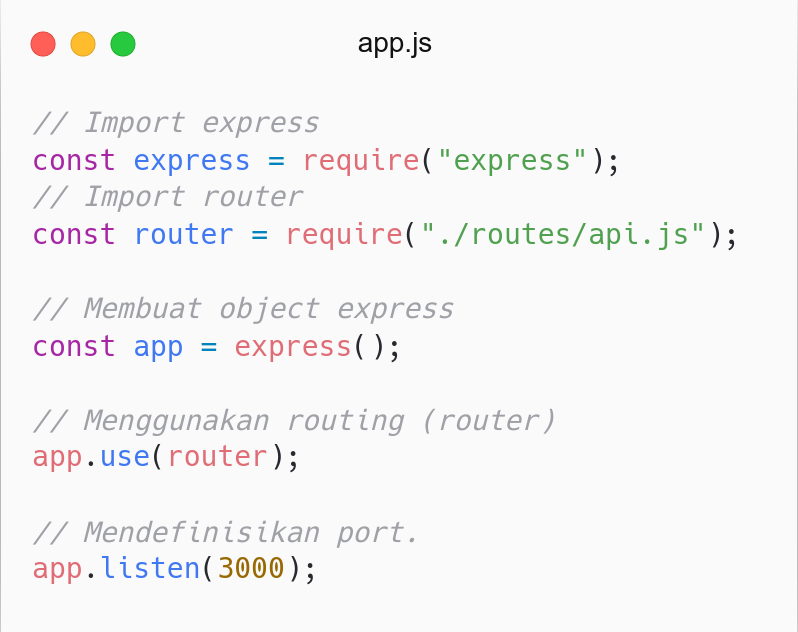 app.js
// Import express
const express = require("express");
// Import router
const router = require("./routes/api.js");
// Membuat object express
const app = express();
// Menggunakan routing (router)
app.use(router);
// Mendefinisikan port.
app.listen(3000);